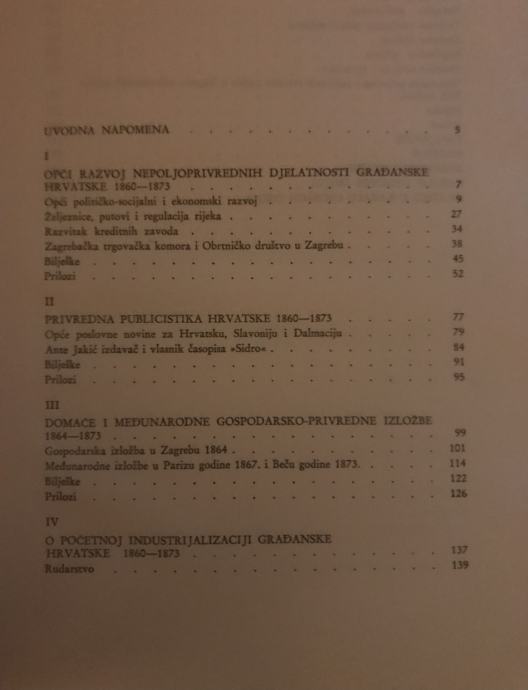 UVODNA NAPOMENA . . . . . . . . . . . . . 5
I
OPĆI RAZVOJ NEPOLJOPRIVREDNIH DJELATNOSTI GRAĐANSKE
HRVATSKE 1860—1873 . . . . . . . . . . . . . 7
Opći političko-socijalni i ekonomski razvoj . . . . . . . . . 9
Željeznice, putovi i regulacija rijeka . . . . . . . . . . . 27
Razvitak kreditnih zavoda . . . . . . . . . . . . . 34
Zagrebačka trgovačka komora i Obrtničko društvo u Zagrebu . . . . . 38
Bilješke . . . . . . . . . . . . . . . . 45
Prilozi . . . . . . . . . . . . . . . . 52
II
PRIVREDNA PUBLICISTIKA HRVATSKE 1860—1873 . . . . . 77
Opće poslovne novine za Hrvatsku, Slavoniju i Dalmaciju . . . . . 79
Ante Jakić izdavač i vlasnik časopisa »Sidro« . . . . . . . . . 84
Bilješke . . . . . . . . . . . . . . . . 91
Prilozi . . . . . . . . . . . . . . . . 95
III
DOMAĆE I MEĐUNARODNE GOSPODARSKO-PRIVREDNE IZLOŽBE
1864—1873 . . . . . . . . . . . . . . . 99
Gospodarska izložba u Zagrebu 1864 . . . . . . . . . . . 101
Međunarodne izložbe u Parizu godine 1867. i Beču godine 1873. . . . . 114
Bilješke . . . . . . . . . . . . . . . . 122
Prilozi . . . . . . . . . . . . . . . . 126
IV
O POČETNOJ INDUSTRIJALIZACIJI GRAĐANSKE
HRVATSKE 1860—1873 . . . . . . . . . . . . . 137
Rudarstvo . . . . . . . . . . . . . . . 139